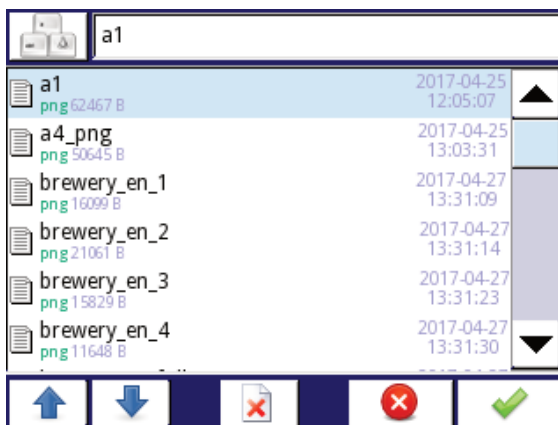 a1
a1
2017-04-25
png 62467 B
12:05:07
a4_png
2017-04-25
png 50645 B
13:03:31
brewery_en_1
2017-04-27
png 16099 B
13:31:09
brewery_en_2
2017-04-27
png 21061 B
13:31:14
brewery_en_3
2017-04-27
png 15829 B
13:31:23
brewery_en_4
2017-04-27
png 11648 B
13:31:30